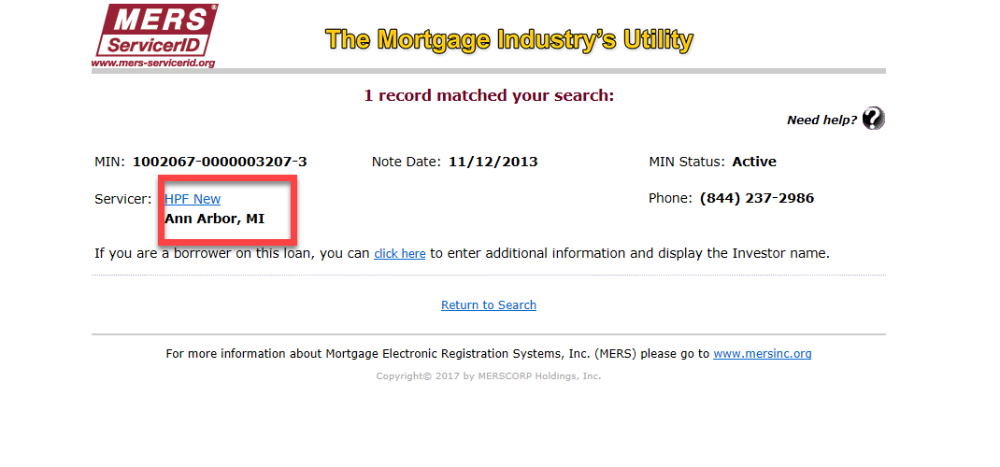 MERS®
ServicerID
www.mers-servicerid.org
The Mortgage Industry's Utility
1 record matched your search:
Need help? ?
MIN: 1002067-0000003207-3 Note Date: 11/12/2013 MIN Status: Active
Servicer: HPF New Phone: (844) 237-2986
Ann Arbor, MI
If you are a borrower on this loan, you can click here to enter additional information and display the Investor name.
Return to Search
For more information about Mortgage Electronic Registration Systems, Inc. (MERS) please go to www.mersinc.org
Copyright© 2017 by MERSCORP Holdings, Inc.